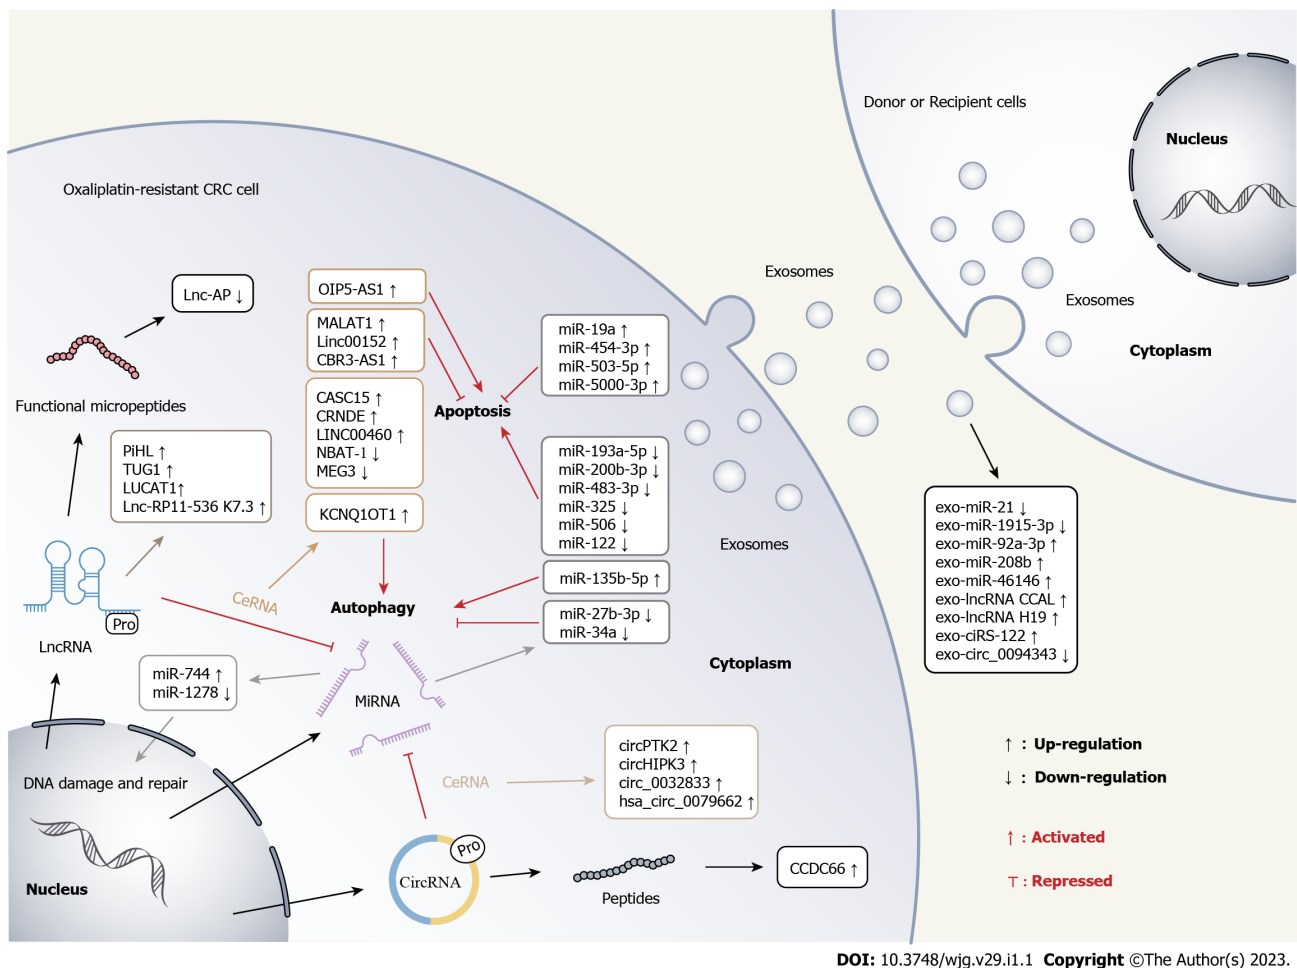 Donor or Recipient cells
Nucleus
Oxaliplatin-resistant CRC cell
Exosomes
Exosomes
Cytoplasm
Lnc-AP ↓
OIP5-AS1 ↑
MALAT1 ↑
Linc00152 ↑
CBR3-AS1 ↑
miR-19a ↑
miR-454-3p ↑
miR-503-5p ↑
miR-5000-3p ↑
Functional micropeptides
CASC15 ↑
CRNDE ↑
LINC00460 ↑
NBAT-1 ↓
MEG3 ↓
Apoptosis
PiHL ↑
TUG1 ↑
LUCAT1↑
Lnc-RP11-536 K7.3 ↑
KCNQ1OT1 ↑
miR-193a-5p ↓
miR-200b-3p ↓
miR-483-3p ↓
miR-325 ↓
miR-506 ↓
miR-122 ↓
Exosomes
exo-miR-21 ↓
exo-miR-1915-3p ↓
exo-miR-92a-3p ↑
exo-miR-208b ↑
exo-miR-46146 ↑
exo-lncRNA CCAL ↑
exo-lncRNA H19 ↑
exo-ciRS-122 ↑
exo-circ_0094343 ↓
miR-135b-5p ↑
CeRNA
Autophagy
miR-27b-3p ↓
miR-34a ↓
Pro
LncRNA
Cytoplasm
miR-744 ↑
miR-1278 ↓
MiRNA
DNA damage and repair
CeRNA
circPTK2 ↑
circHIPK3 ↑
circ_0032833 ↑
hsa_circ_0079662 ↑
↑ : Up-regulation
↓ : Down-regulation
↑ : Activated
⊤ : Repressed
Nucleus
Pro
CircRNA
Peptides
CCDC66 ↑
DOI: 10.3748/wjg.v29.i1.1 Copyright ©The Author(s) 2023.